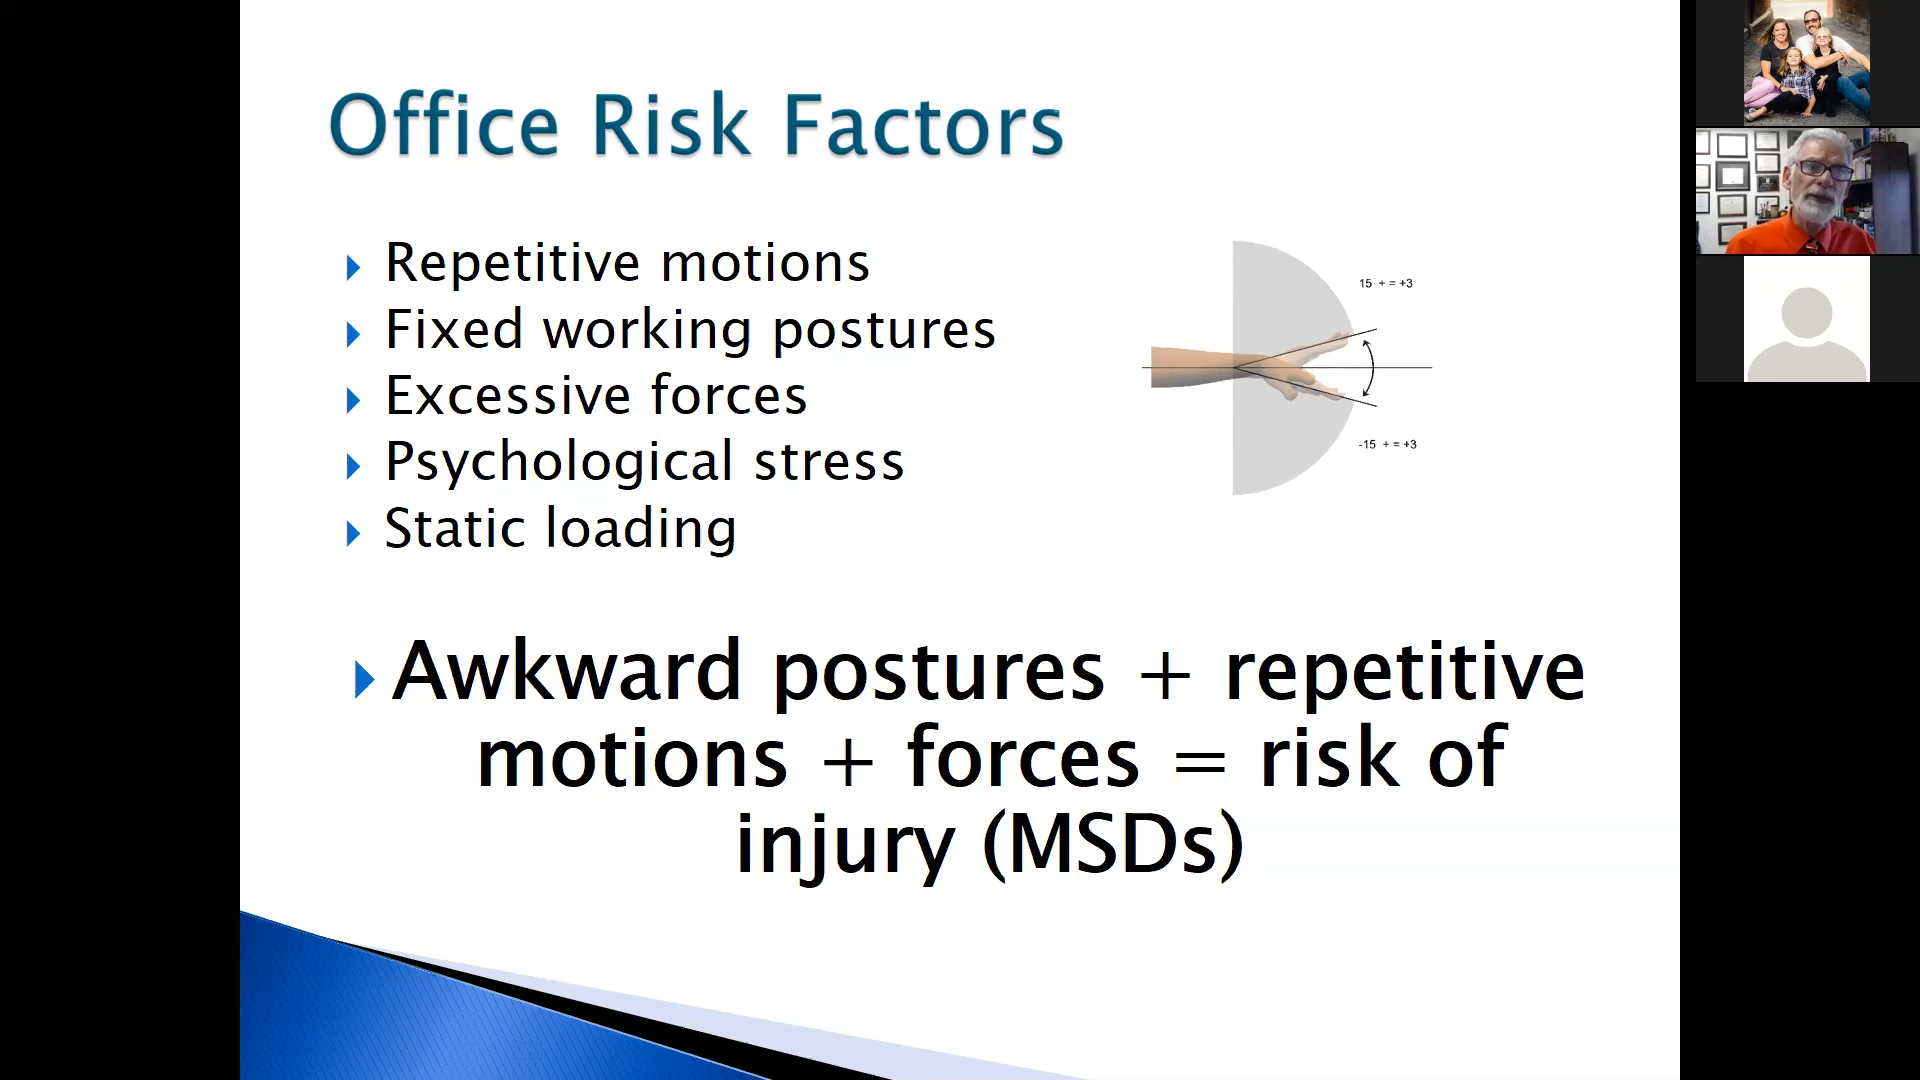 Office Risk Factors
Repetitive motions
Fixed working postures
Excessive forces
Psychological stress
Static loading
15 + = +3
-15 + = +3
Awkward postures + repetitive
motions + forces = risk of
injury (MSDs)